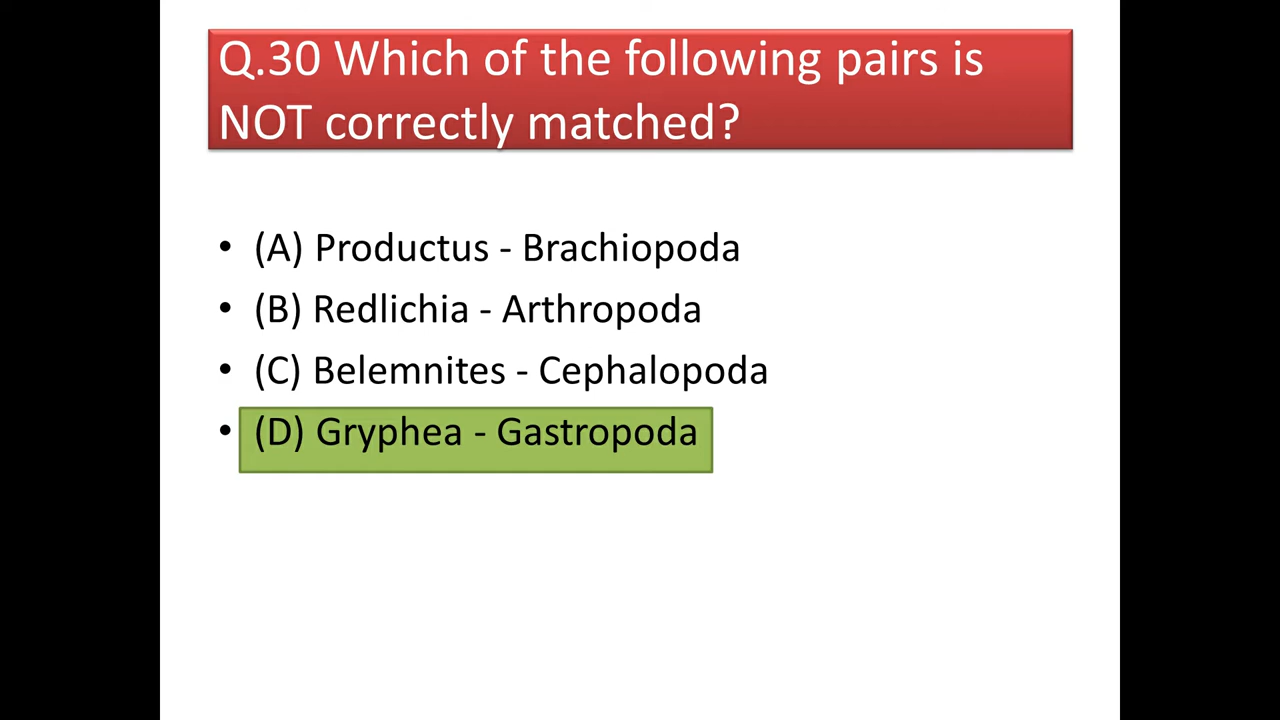 Q.30 Which of the following pairs is
NOT correctly matched?
• (A) Productus - Brachiopoda
• (B) Redlichia - Arthropoda
• (C) Belemnites - Cephalopoda
• (D) Gryphea - Gastropoda